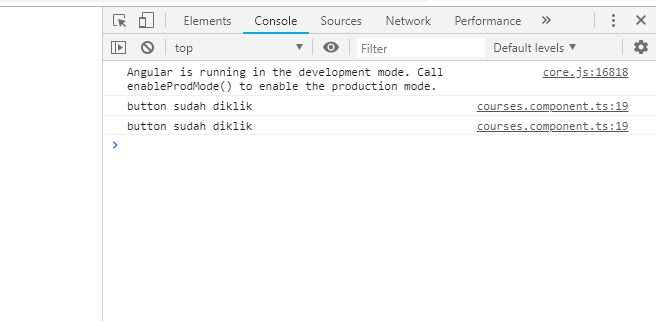 Elements Console Sources Network Performance »
top Filter Default levels
Angular is running in the development mode. Call core.js:16818
enableProdMode() to enable the production mode.
button sudah diklik courses.component.ts:19
button sudah diklik courses.component.ts:19
>